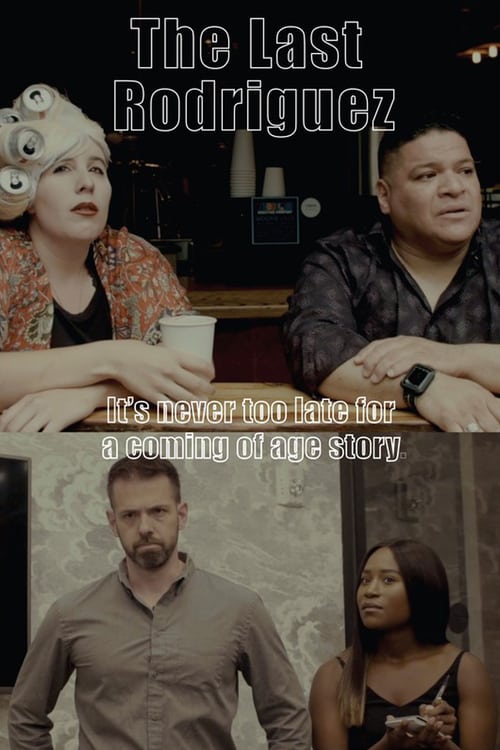 The Last
Rodriguez
It's never too late for
a coming of age story.